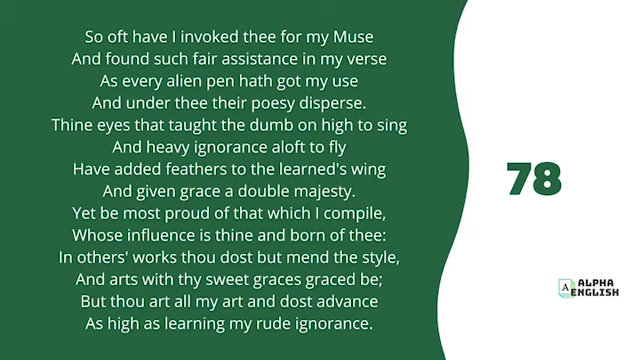 So oft have I invoked thee for my Muse
And found such fair assistance in my verse
As every alien pen hath got my use
And under thee their poesy disperse.
Thine eyes that taught the dumb on high to sing
And heavy ignorance aloft to fly
Have added feathers to the learned's wing
And given grace a double majesty.
Yet be most proud of that which I compile,
Whose influence is thine and born of thee:
In others' works thou dost but mend the style,
And arts with thy sweet graces graced be;
But thou art all my art and dost advance
As high as learning my rude ignorance.
78
A
ALPHA
ENGLISH